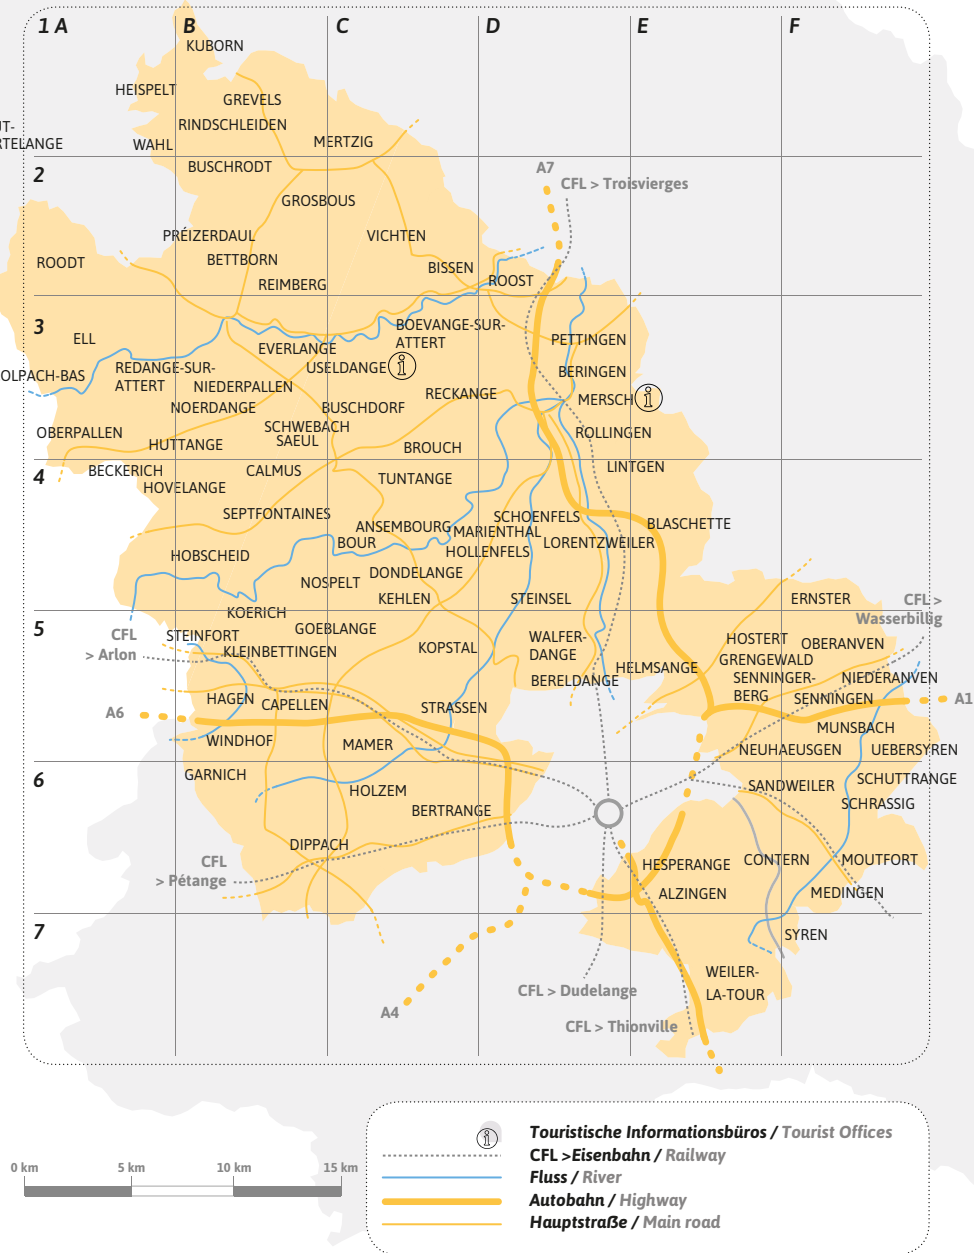 1 A
B
C
D
E
F
KUBORN
HEISPELT
GREVELS
RINDSCHLEIDEN
MERTZIG
WAHL
RTELANGE
2
BUSCHRODT
A7
CFL > Troisvierges
GROSBOUS
PRÉIZERDAUL
VICHTEN
BETTBORN
ROODT
BISSEN
REIMBERG
ROOST
3
BOEVANGE-SUR-
ATTERT
ELL
EVERLANGE
PETTINGEN
OLPACH-BAS
REDANGE-SUR-
ATTERT
USELDANGE
BERINGEN
NIEDERPALLEN
RECKANGE
MERSCH
NOERDANGE
BUSCHDORF
OBERPALLEN
SCHWEBACH
SAEUL
ROLLINGEN
HUTTANGE
BROUCH
4
BECKERICH
CALMUS
LINTGEN
HOVELANGE
TUNTANGE
SEPTFONTAINES
ANSEMBOURG
SCHOENFELS
BLASCHETTE
MARIENTHAL
BOUR
HOLLENFELS
LORENTZWEILER
HOBSCHEID
NOSPELT
DONDELANGE
KEHLEN
STEINSEL
ERNSTER
CFL >
Wasserbillig
5
KOERICH
CFL
> Arlon
STEINFORT
GOEBLANGE
KLEINBETTINGEN
KOPSTAL
WALFER-
DANGE
HOSTERT
OBERANVEN
GRENGEWALD
HELMSANGE
BERELDANGE
SENNINGER-
BERG
NIEDERANVEN
HAGEN
CAPELLEN
STRASSEN
SENNINGEN
A1
A6
MUNSBACH
WINDHOF
MAMER
NEUHAEUSGEN
UEBERSYREN
6
GARNICH
HOLZEM
SANDWEILER
SCHUTTRANGE
BERTRANGE
SCHRASSIG
DIPPACH
CFL
> Pétange
HESPERANGE
CONTERN
MOUTFORT
ALZINGEN
MEDINGEN
7
SYREN
WEILER-
LA-TOUR
CFL > Dudelange
A4
CFL > Thionville
0 km
5 km
10 km
15 km
Touristische Informationsbüros / Tourist Offices
CFL >Eisenbahn / Railway
Fluss / River
Autobahn / Highway
Hauptstraße / Main road